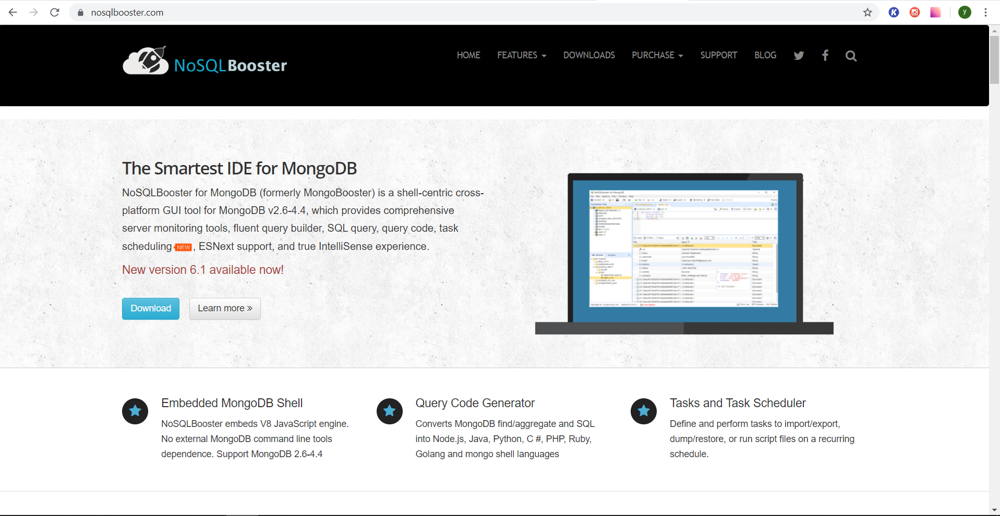 nosqlbooster.com
y
NoSQLBooster
HOME
FEATURES
DOWNLOADS
PURCHASE
SUPPORT
BLOG
The Smartest IDE for MongoDB
NoSQLBooster for MongoDB (formerly MongoBooster) is a shell-centric cross-
platform GUI tool for MongoDB v2.6-4.4, which provides comprehensive
server monitoring tools, fluent query builder, SQL query, query code, task
scheduling NEW , ESNext support, and true IntelliSense experience.
New version 6.1 available now!
Download
Learn more »
Embedded MongoDB Shell
NoSQLBooster embeds V8 JavaScript engine.
No external MongoDB command line tools
dependence. Support MongoDB 2.6-4.4
Query Code Generator
Converts MongoDB find/aggregate and SQL
into Node.js, Java, Python, C #, PHP, Ruby,
Golang and mongo shell languages
Tasks and Task Scheduler
Define and perform tasks to import/export,
dump/restore, or run script files on a recurring
schedule.